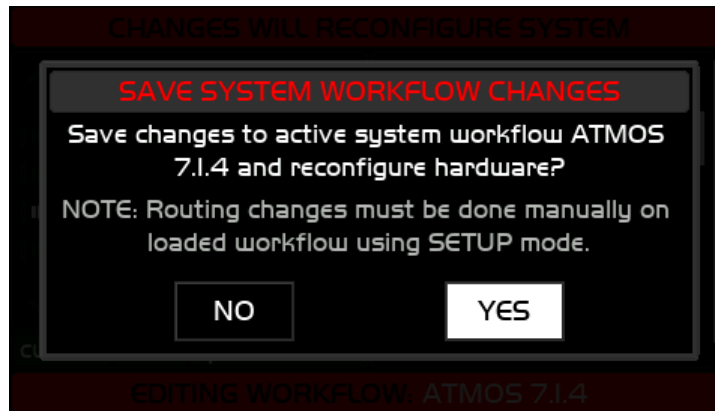 CHANGES WILL RECONFIGURE SYSTEM
SAVE SYSTEM WORKFLOW CHANGES
Save changes to active system workflow ATMOS
7.1.4 and reconfigure hardware?
NOTE: Routing changes must be done manually on
loaded workflow using SETUP mode.
NO
YES
EDITING WORKFLOW: ATMOS 7.1.4